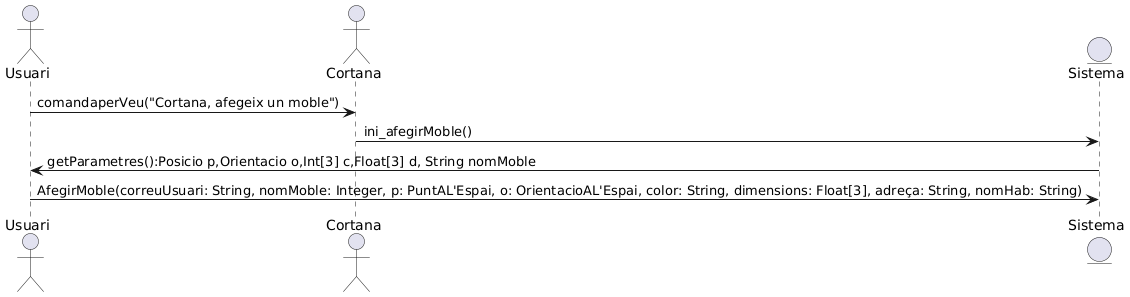 Usuari
Cortana
Sistema
comandaperVeu("Cortana, afegeix un moble")
ini_afegirMoble()
getParametres():Posicio p,Orientacio o,Int[3] c,Float[3] d, String nomMoble
AfegirMoble(correuUsuari: String, nomMoble: Integer, p: PuntAL'Espai, o: OrientacioAL'Espai, color: String, dimensions: Float[3], adreça: String, nomHab: String)
Usuari
Cortana
Sistema